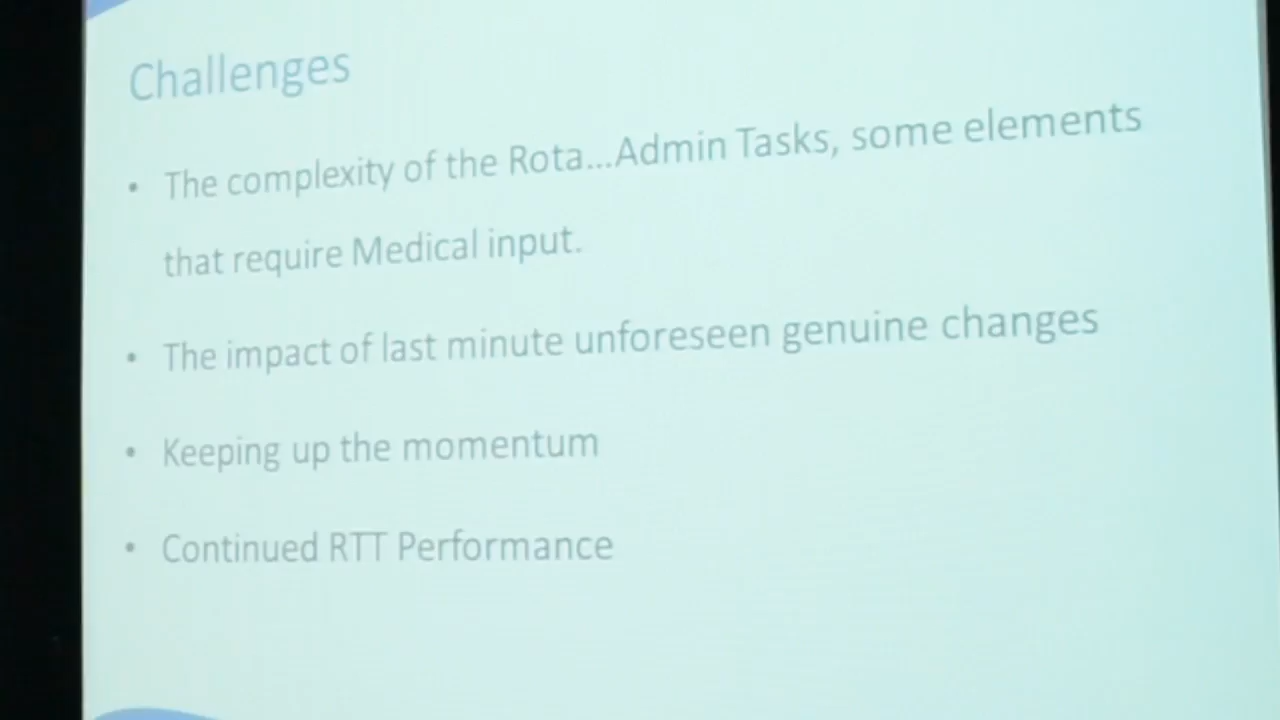 Challenges
• The complexity of the Rota...Admin Tasks, some elements
that require Medical input.
• The impact of last minute unforeseen genuine changes
• Keeping up the momentum
• Continued RTT Performance